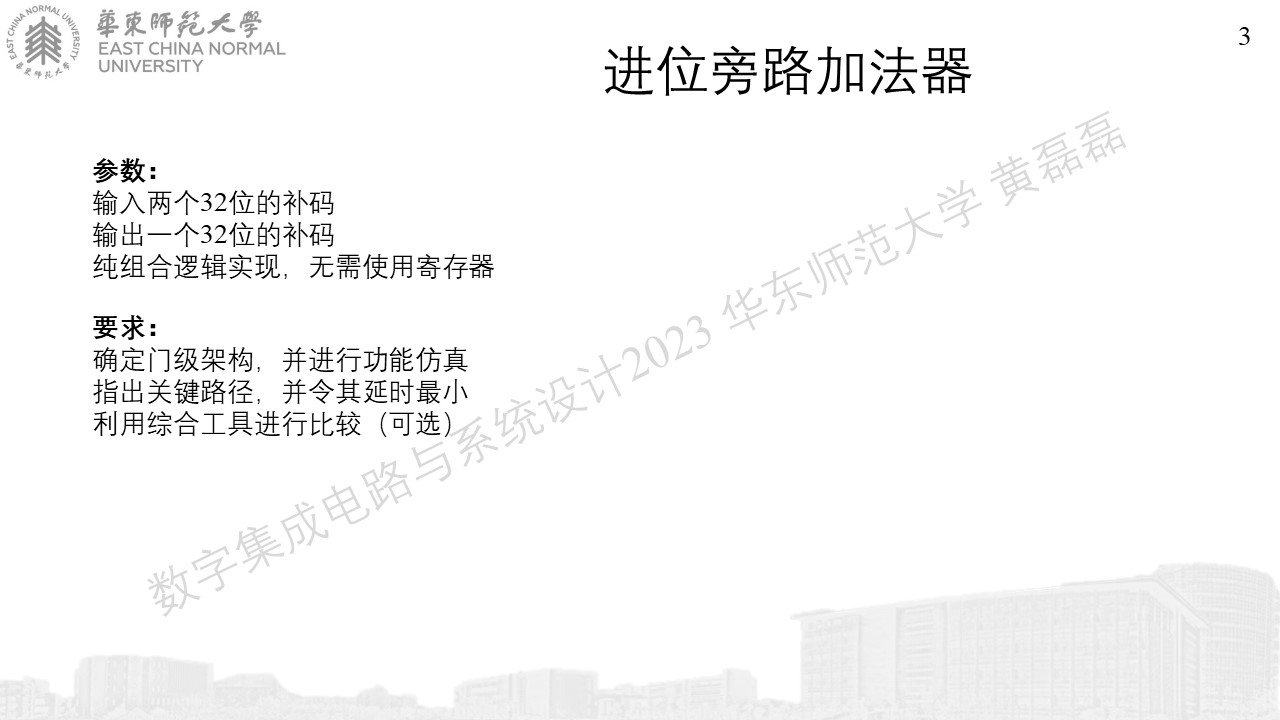 華東師範大學
EAST CHINA NORMAL
UNIVERSITY
EAST CHINA NORMAL UNIVERSITY
華東師範大學
3
进位旁路加法器
参数：
输入两个32位的补码
输出一个32位的补码
纯组合逻辑实现，无需使用寄存器
要求：
确定门级架构，并进行功能仿真
指出关键路径，并令其延时最小
利用综合工具进行比较（可选）
数字集成电路与系统设计2023 华东师范大学 黄磊磊